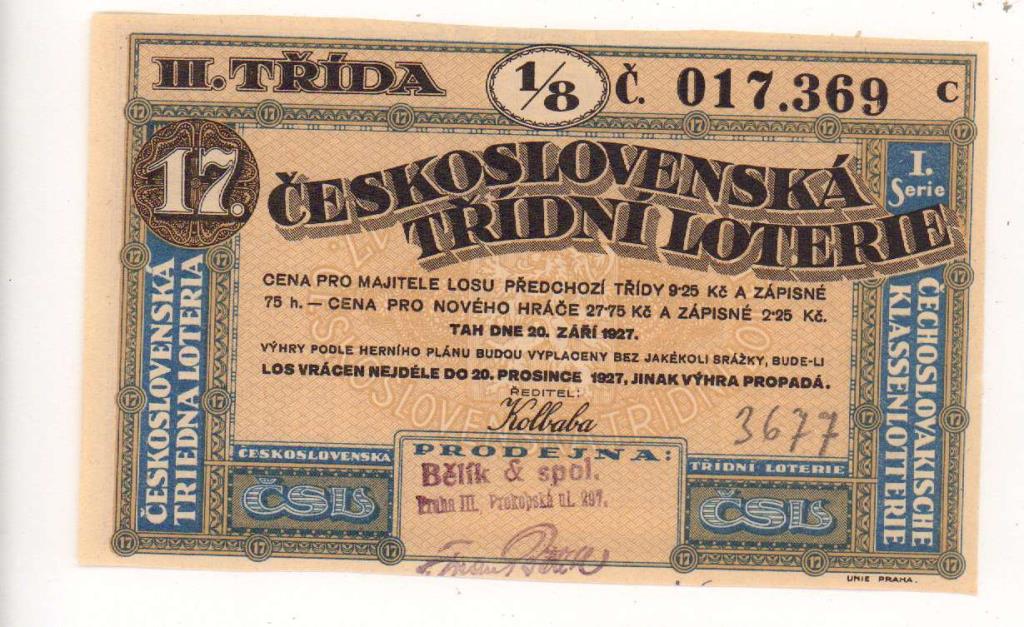 III. TŘÍDA 1/8 Č. 017.369 C
17.
ČESKOSLOVENSKÁ
TŘÍDNÍ LOTERIE
I.
Serie
ČESKOSLOVENSKÁ
TRIEDNA LOTERIA
CENA PRO MAJITELE LOSU PŘEDCHOZÍ TŘÍDY 9·25 Kč A ZÁPISNÉ
75 h. — CENA PRO NOVÉHO HRÁČE 27·75 Kč A ZÁPISNÉ 2·25 Kč.
TAH DNE 20. ZÁŘÍ 1927.
VÝHRY PODLE HERNÍHO PLÁNU BUDOU VYPLACENY BEZ JAKÉKOLI SRÁŽKY, BUDE-LI
LOS VRÁCEN NEJDÉLE DO 20. PROSINCE 1927, JINAK VÝHRA PROPADÁ.
ŘEDITEL:
Kolbaba
3677
ČECHOSLOVAKISCHE
KLASSENLOTTERIE
ČESKOSLOVENSKÁ
TŘÍDNÍ LOTERIE
ČSL
ČSL
PRODEJNA:
Bělík & spol.
Praha III, Prokopská ul. 297.
UNIE PRAHA.